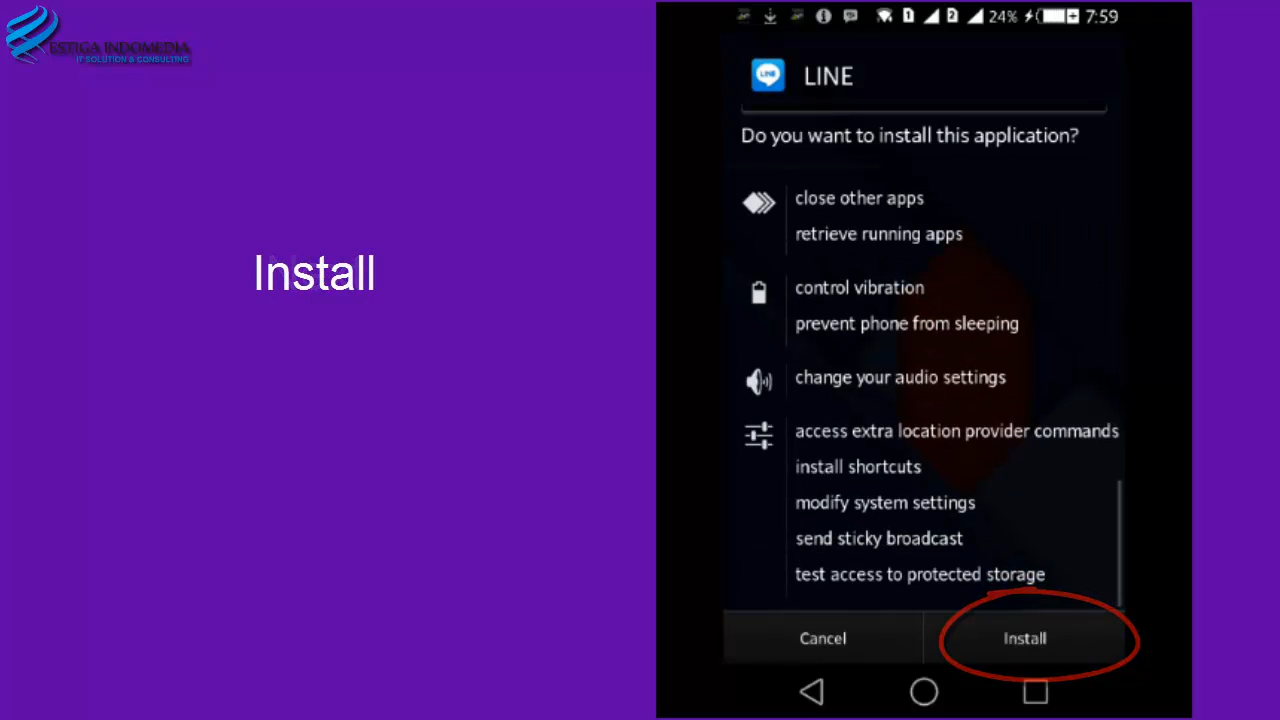 ESTIGA INDOMEDIA
IT SOLUTION & CONSULTING
Install
1
2
24%
7:59
LINE
LINE
Do you want to install this application?
close other apps
retrieve running apps
control vibration
prevent phone from sleeping
change your audio settings
access extra location provider commands
install shortcuts
modify system settings
send sticky broadcast
test access to protected storage
Cancel
Install